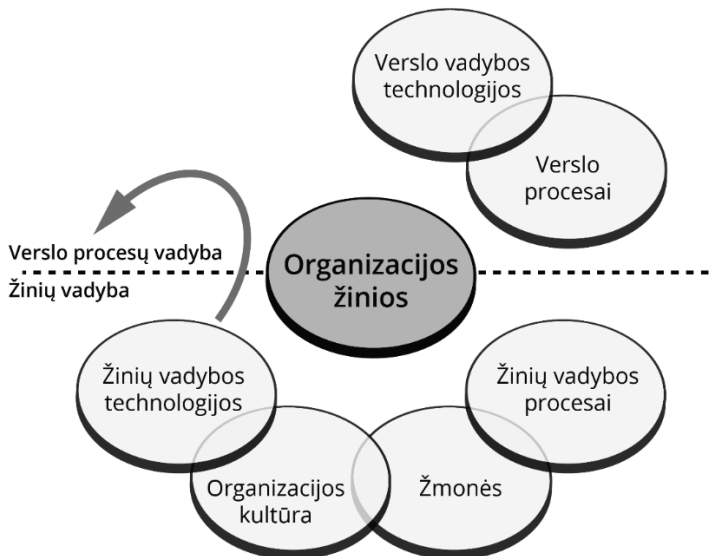 Verslo vadybos
technologijos
Verslo
procesai
Verslo procesų vadyba
Žinių vadyba
Organizacijos
žinios
Žinių vadybos
technologijos
Žinių vadybos
procesai
Organizacijos
kultūra
Žmonės